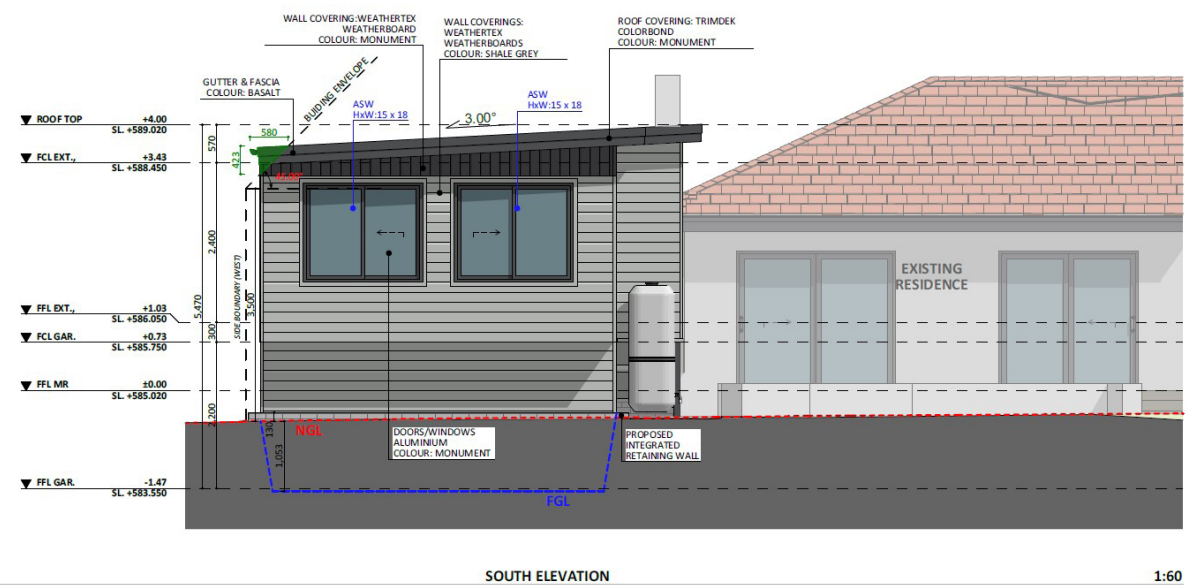 WALL COVERING:WEATHERTEX
WEATHERBOARD
COLOUR: MONUMENT
WALL COVERINGS:
WEATHERTEX
WEATHERBOARDS
COLOUR: SHALE GREY
ROOF COVERING: TRIMDEK
COLORBOND
COLOUR: MONUMENT
GUTTER & FASCIA
COLOUR: BASALT
BUIDING ENVELOPE
ASW
HxW:15 x 18
ASW
HxW:15 x 18
3.00°
ROOF TOP +4.00
SL. +589.020
580
570
423
FCL EXT., +3.43
SL. +588.450
45.00°
2,400
SIDE BOUNDARY (WEST)
3,500
5,470
EXISTING
RESIDENCE
FFL EXT., +1.03
SL. +586.050
300
FCL GAR. +0.73
SL. +585.750
FFL MR ±0.00
SL. +585.020
2,200
NGL
130
1,053
DOORS/WINDOWS
ALUMINIUM
COLOUR: MONUMENT
PROPOSED
INTEGRATED
RETAINING WALL
FFL GAR. -1.47
SL. +583.550
FGL
SOUTH ELEVATION
1:60